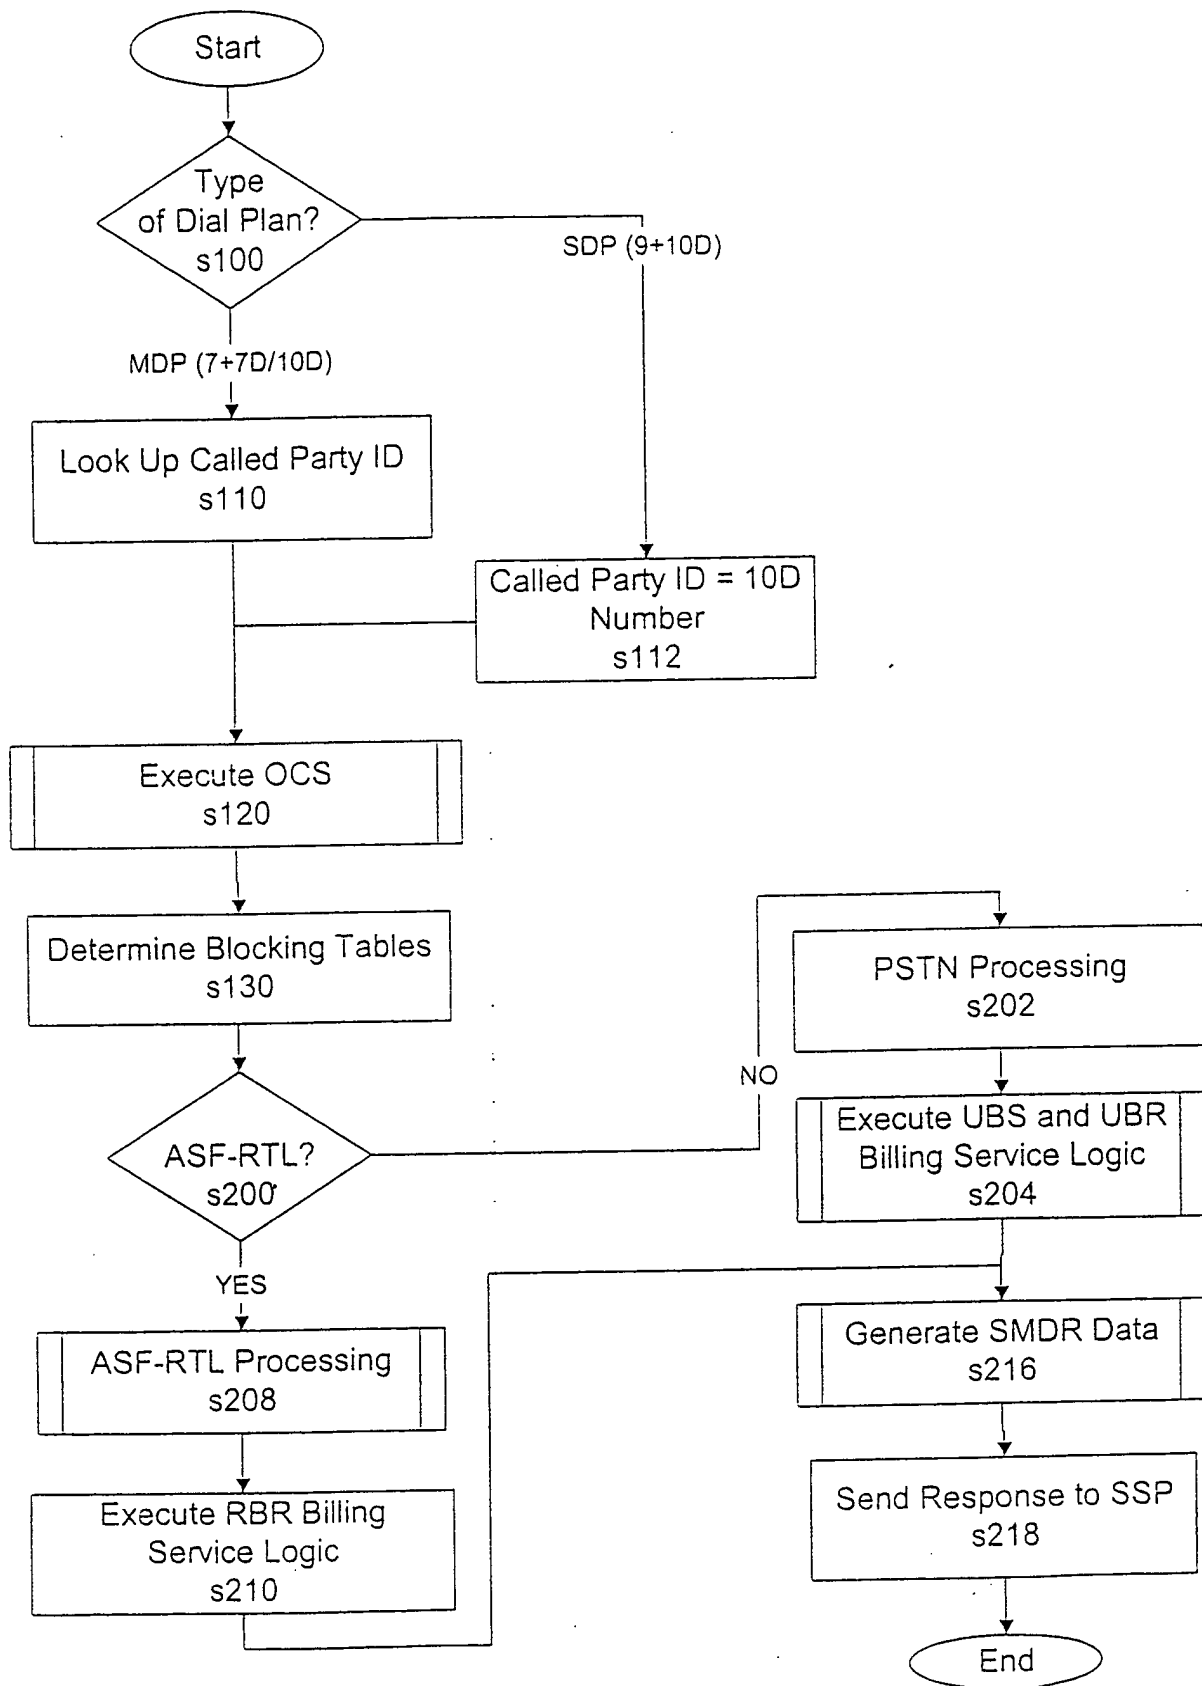 Start
Type
of Dial Plan?
s100
SDP (9+10D)
MDP (7+7D/10D)
Look Up Called Party ID
s110
Called Party ID = 10D
Number
s112
Execute OCS
s120
Determine Blocking Tables
s130
PSTN Processing
s202
NO
ASF-RTL?
s200
Execute UBS and UBR
Billing Service Logic
s204
YES
Generate SMDR Data
s216
ASF-RTL Processing
s208
Send Response to SSP
s218
Execute RBR Billing
Service Logic
s210
End